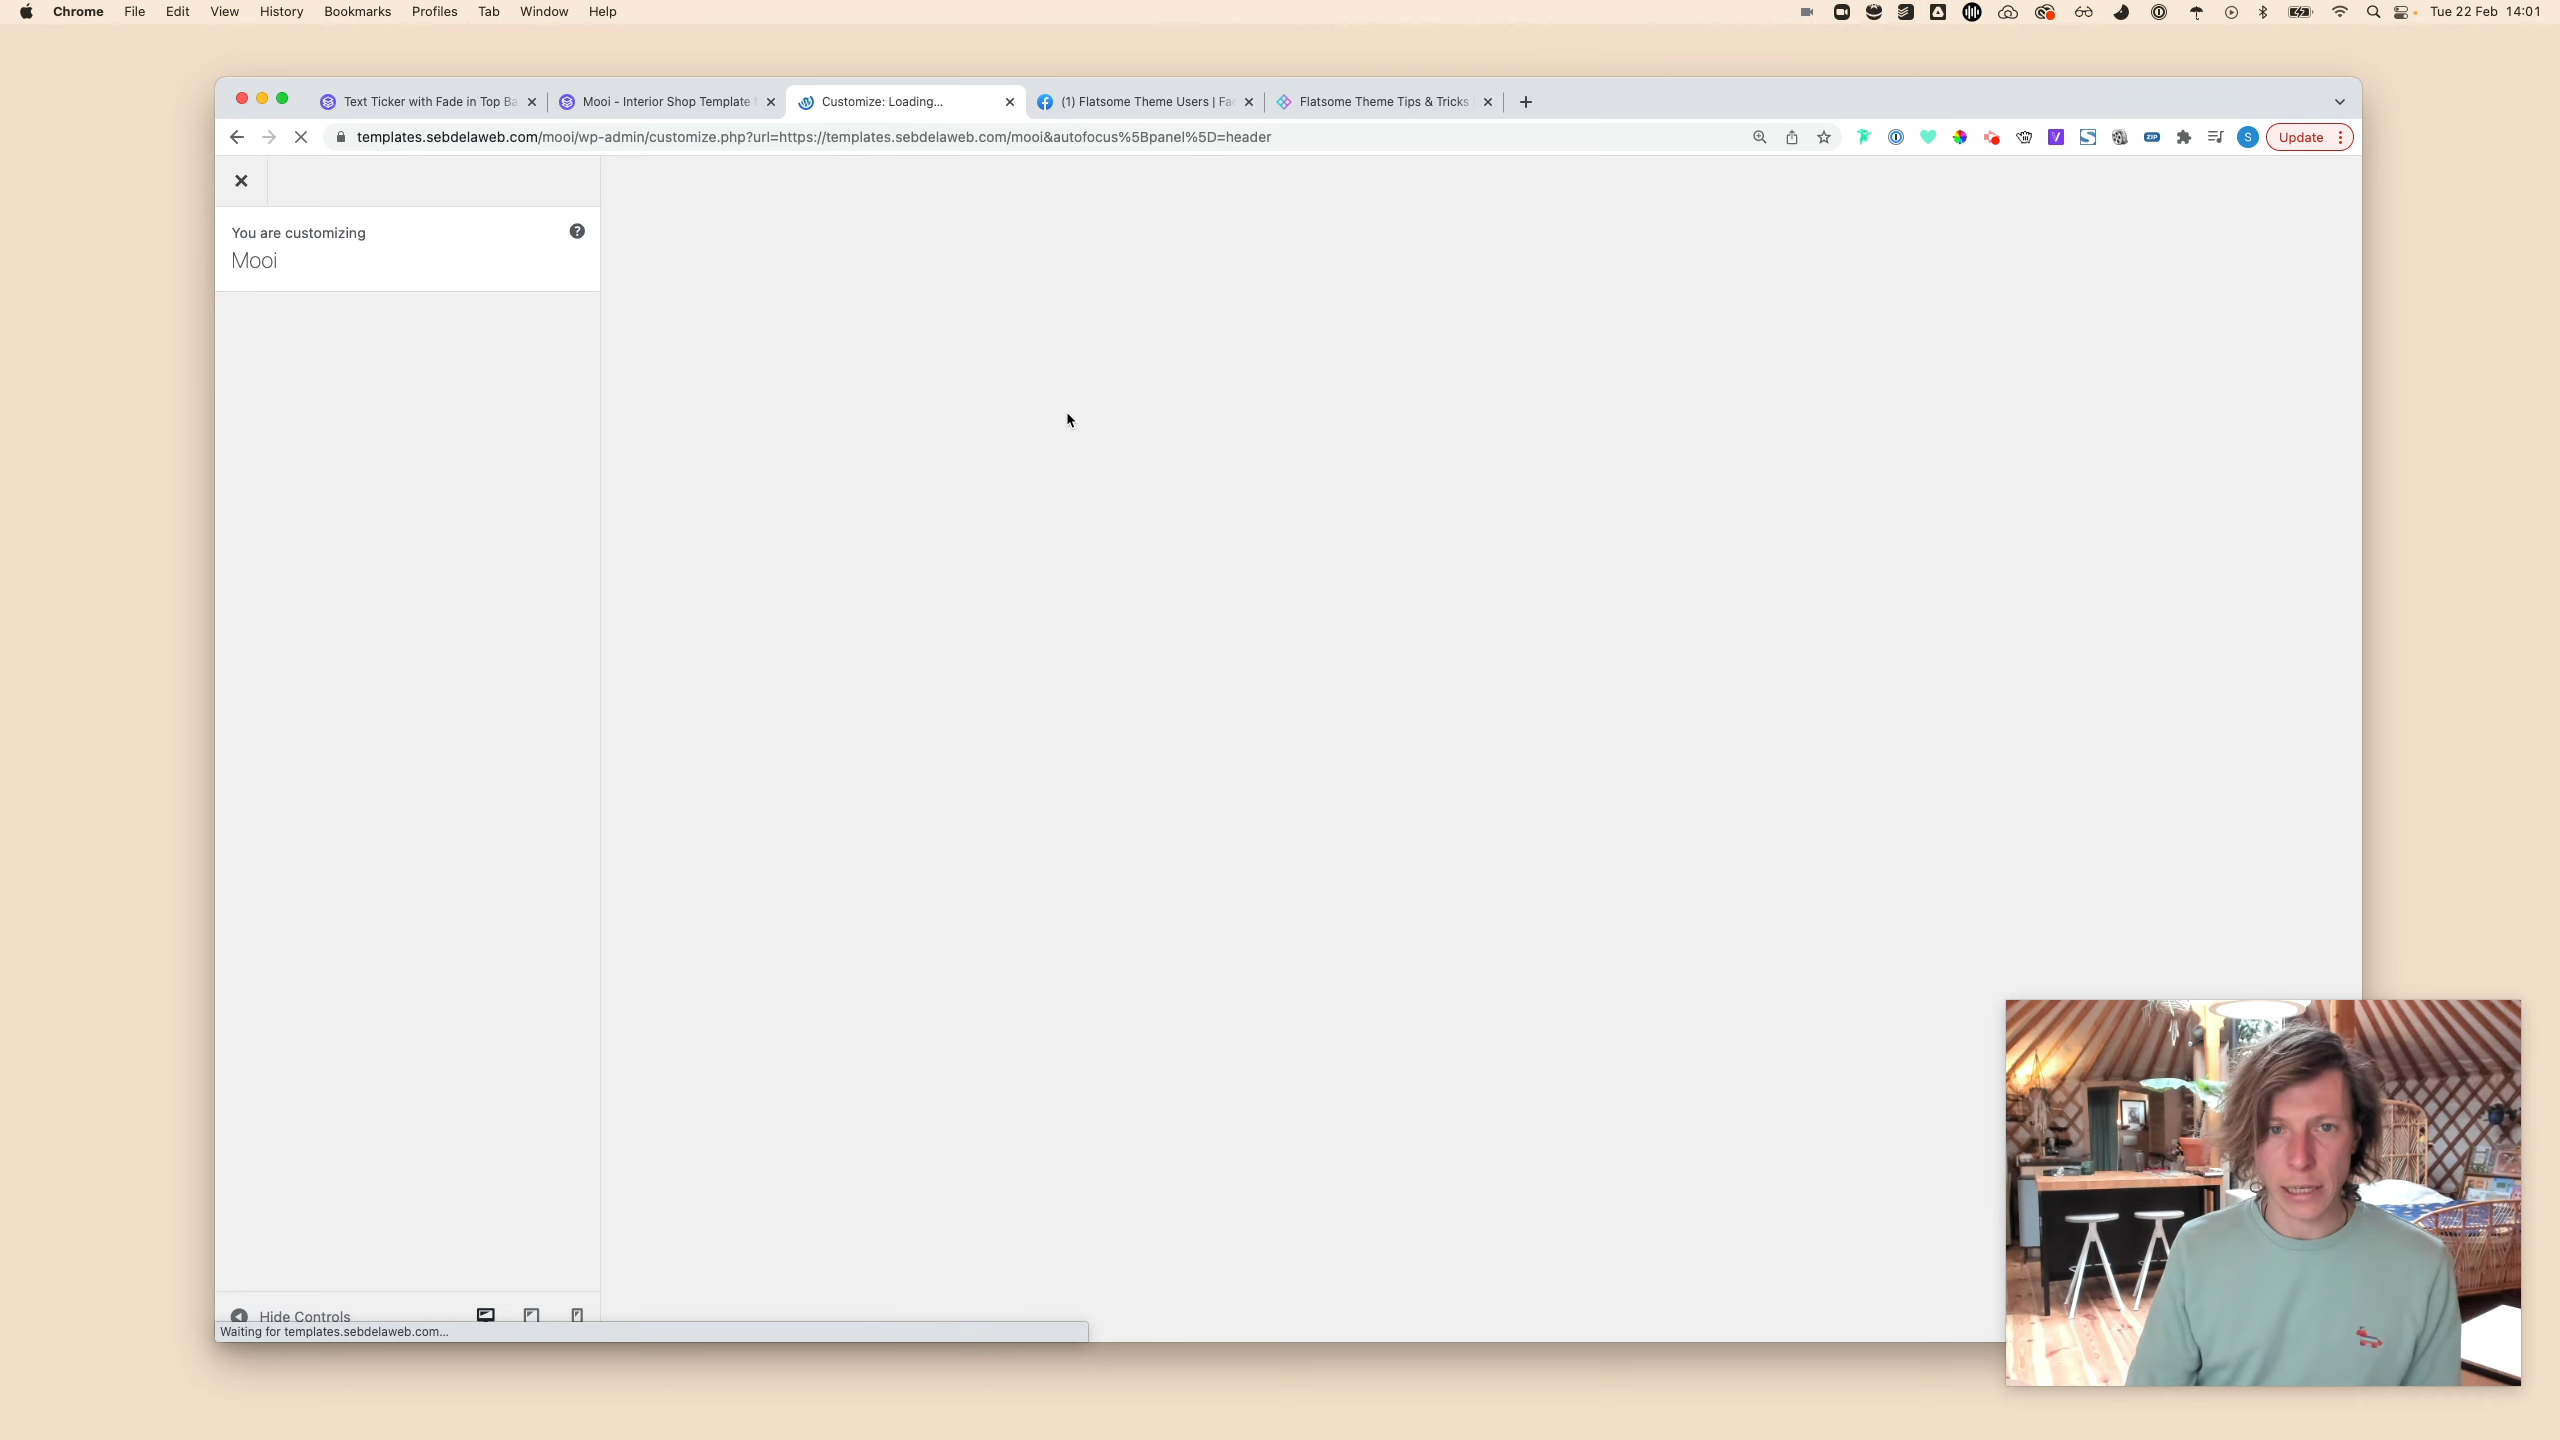 Chrome File Edit View History Bookmarks Profiles Tab Window Help
Tue 22 Feb 14:01
Text Ticker with Fade in Top Ba
Mooi - Interior Shop Template
Customize: Loading...
(1) Flatsome Theme Users | Fac
Flatsome Theme Tips & Tricks
templates.sebdelaweb.com/mooi/wp-admin/customize.php?url=https://templates.sebdelaweb.com/mooi&autofocus%5Bpanel%5D=header
ZIP
S
Update
You are customizing
Mooi
Hide Controls
Waiting for templates.sebdelaweb.com...